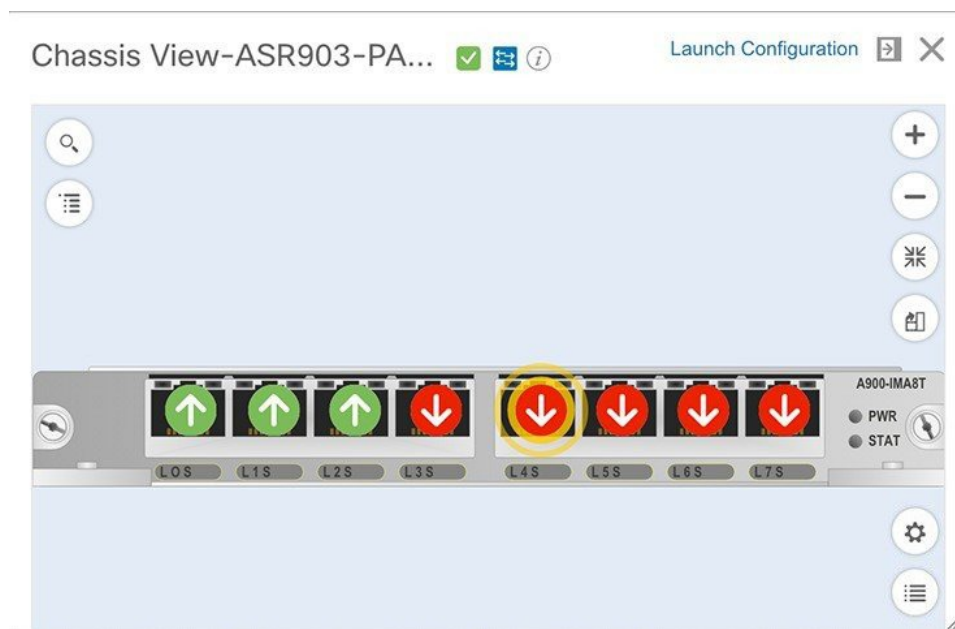 Chassis View-ASR903-PA...
Launch Configuration
A900-IMA8T
PWR
STAT
L0S L1S L2S L3S L4S L5S L6S L7S